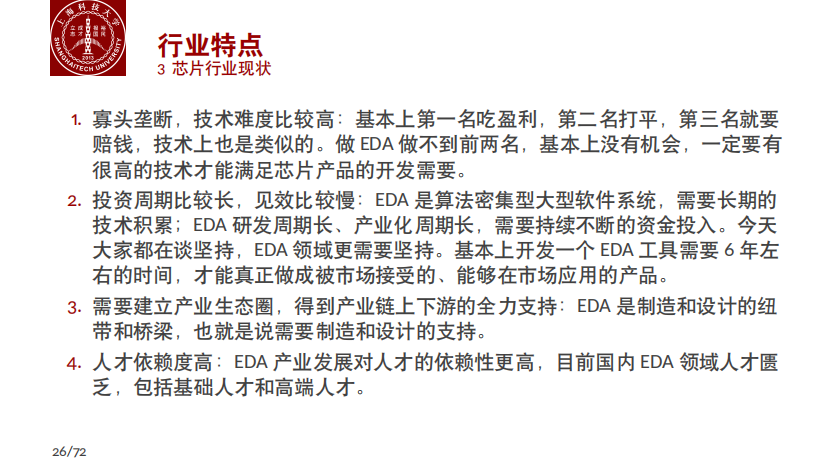 上海科技大学
立志 成才 报国 裕民
2013
SHANGHAITECH UNIVERSITY
行业特点
3 芯片行业现状
1. 寡头垄断，技术难度比较高：基本上第一名吃盈利，第二名打平，第三名就要
赔钱，技术上也是类似的。做 EDA 做不到前两名，基本上没有机会，一定要有
很高的技术才能满足芯片产品的开发需要。
2. 投资周期比较长，见效比较慢：EDA 是算法密集型大型软件系统，需要长期的
技术积累；EDA 研发周期长、产业化周期长，需要持续不断的资金投入。今天
大家都在谈坚持，EDA 领域更需要坚持。基本上开发一个 EDA 工具需要 6 年左
右的时间，才能真正做成被市场接受的、能够在市场应用的产品。
3. 需要建立产业生态圈，得到产业链上下游的全力支持：EDA 是制造和设计的纽
带和桥梁，也就是说需要制造和设计的支持。
4. 人才依赖度高：EDA 产业发展对人才的依赖性更高，目前国内 EDA 领域人才匮
乏，包括基础人才和高端人才。
26/72